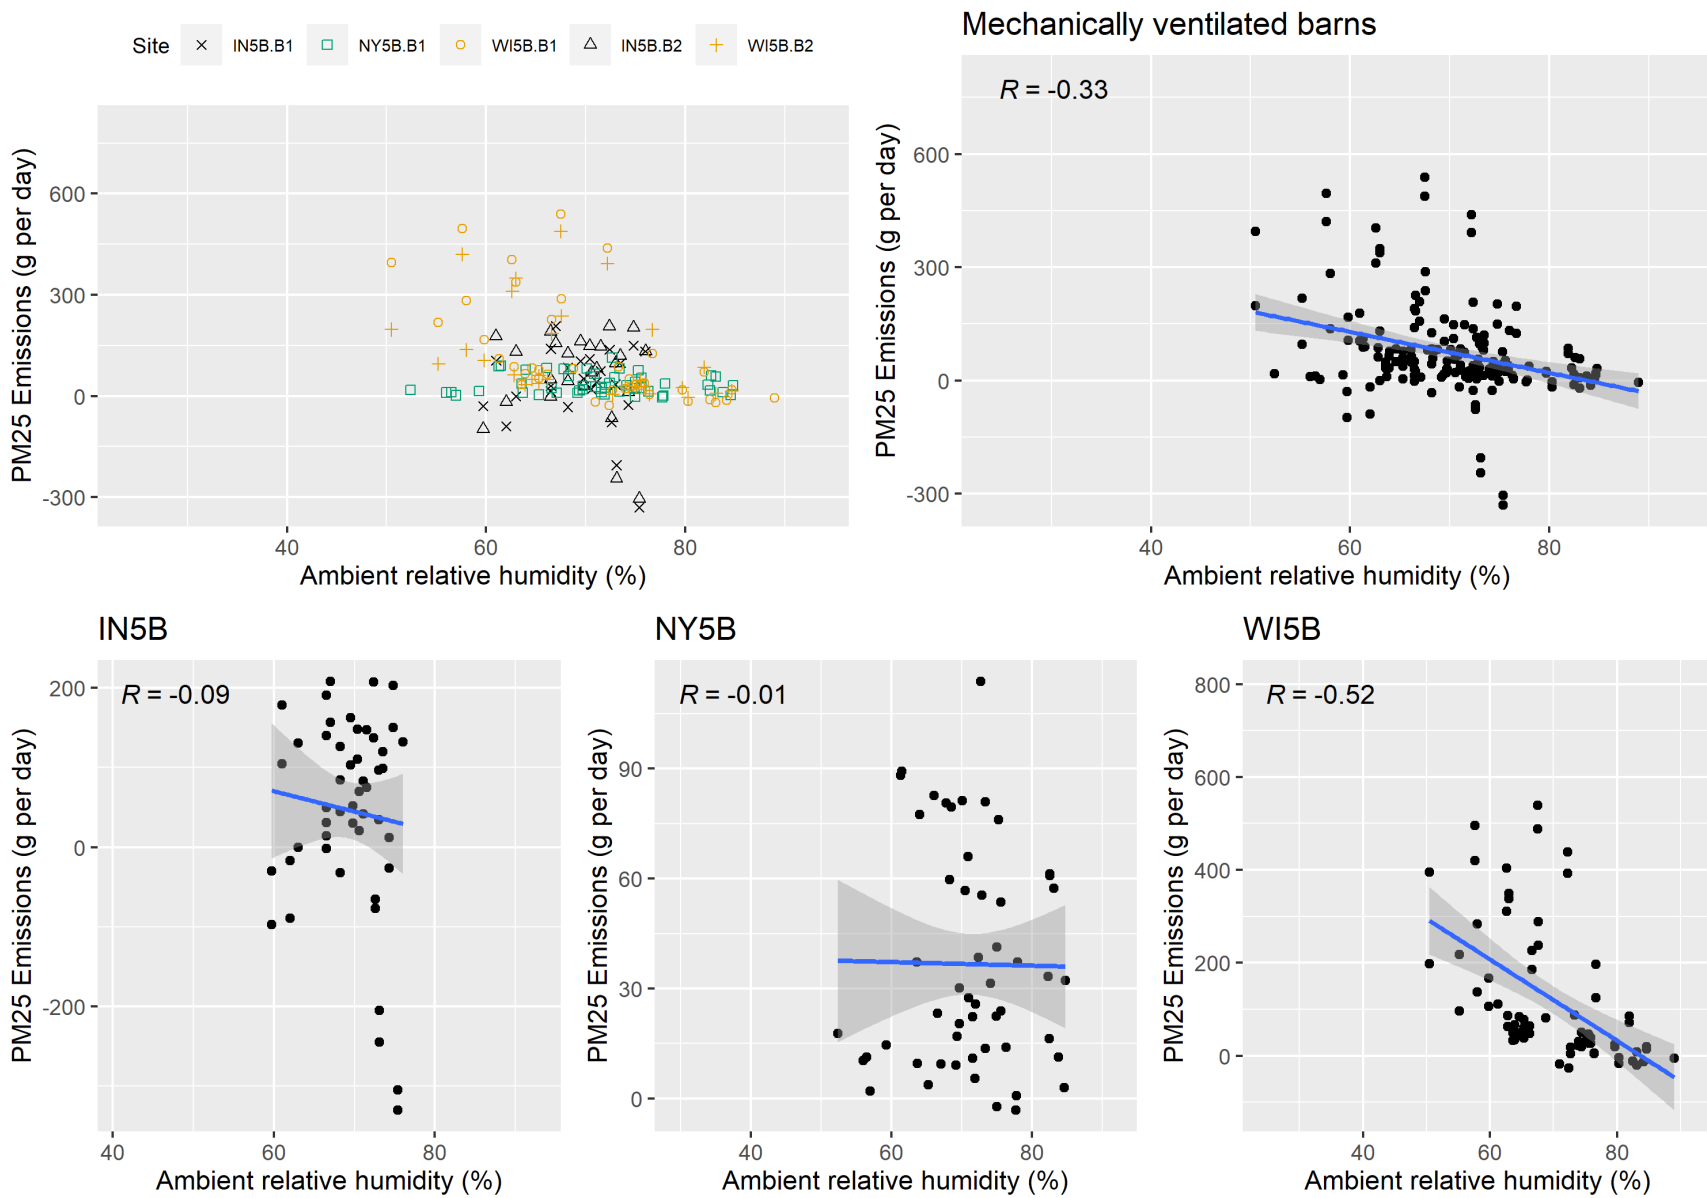 Site IN5B.B1 NY5B.B1 WI5B.B1 IN5B.B2 WI5B.B2
PM25 Emissions (g per day)
600
300
0
-300
40 60 80
Ambient relative humidity (%)
Mechanically ventilated barns
R = -0.33
PM25 Emissions (g per day)
600
300
0
-300
40 60 80
Ambient relative humidity (%)
IN5B
R = -0.09
PM25 Emissions (g per day)
200
0
-200
40 60 80
Ambient relative humidity (%)
NY5B
R = -0.01
PM25 Emissions (g per day)
90
60
30
0
40 60 80
Ambient relative humidity (%)
WI5B
R = -0.52
PM25 Emissions (g per day)
800
600
400
200
0
40 60 80
Ambient relative humidity (%)